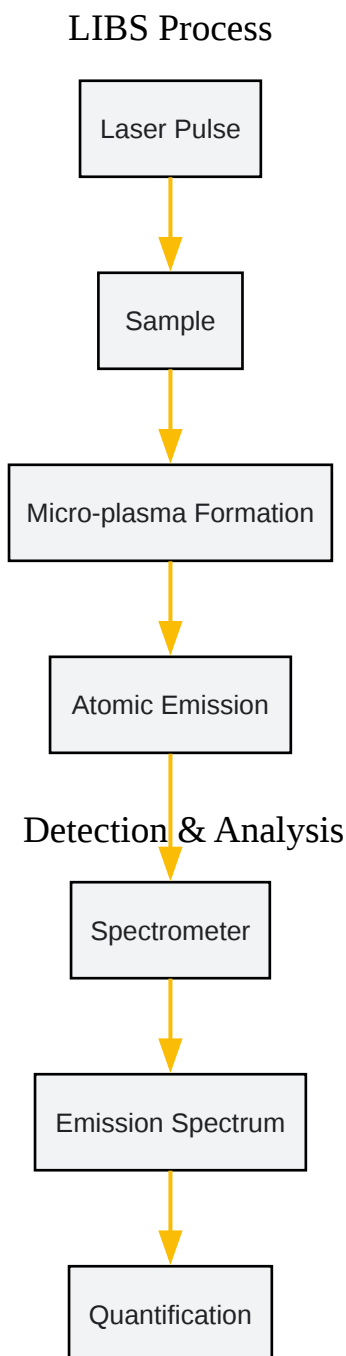 LIBS Process
Laser Pulse
Sample
Micro-plasma Formation
Atomic Emission
Detection & Analysis
Spectrometer
Emission Spectrum
Quantification